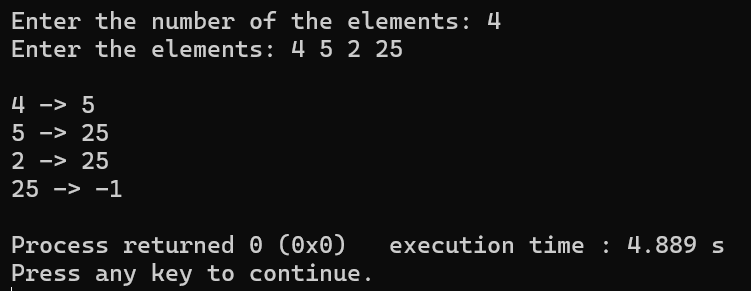 Enter the number of the elements: 4
Enter the elements: 4 5 2 25
4 -> 5
5 -> 25
2 -> 25
25 -> -1
Process returned 0 (0x0)   execution time : 4.889 s
Press any key to continue.